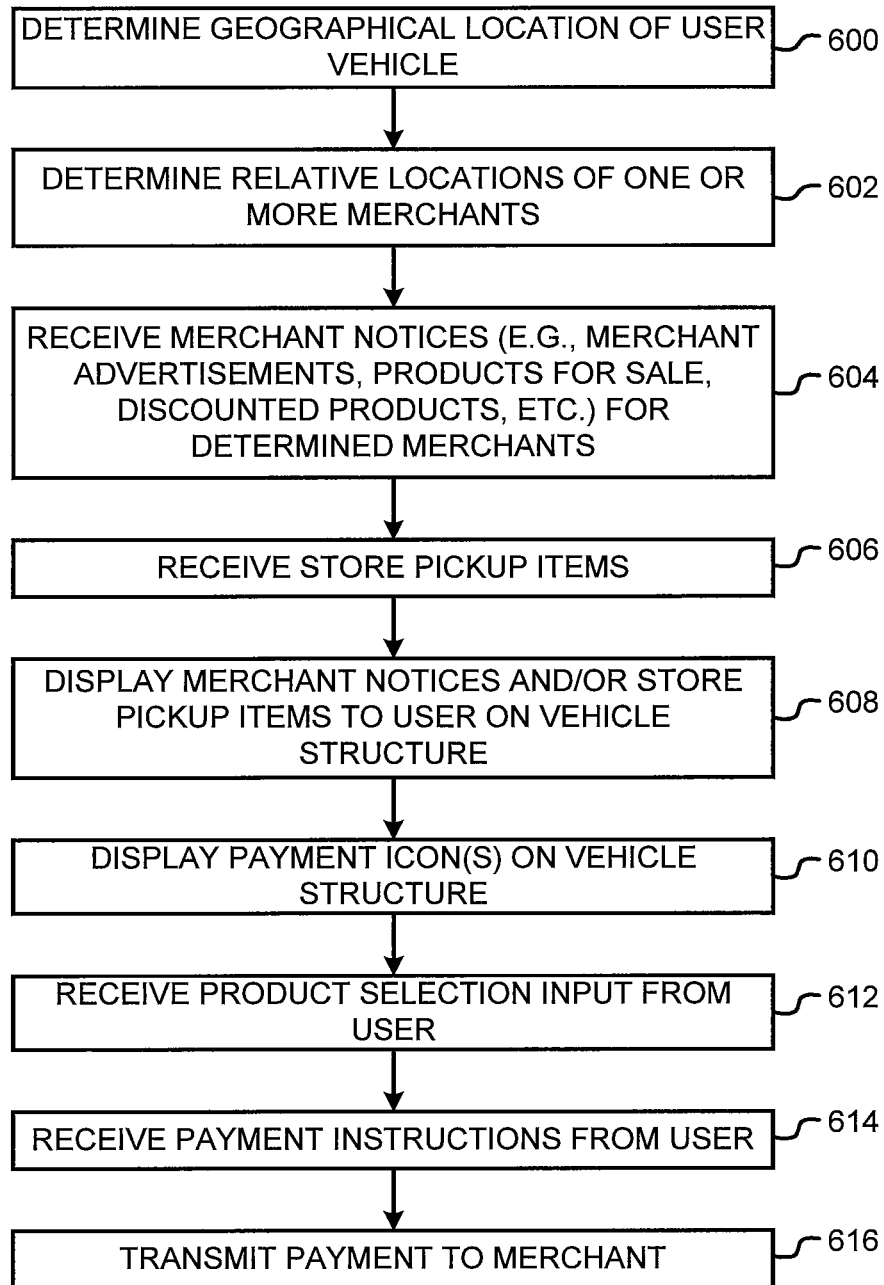 DETERMINE GEOGRAPHICAL LOCATION OF USER
VEHICLE
600
DETERMINE RELATIVE LOCATIONS OF ONE OR
MORE MERCHANTS
602
RECEIVE MERCHANT NOTICES (E.G., MERCHANT
ADVERTISEMENTS, PRODUCTS FOR SALE,
DISCOUNTED PRODUCTS, ETC.) FOR
DETERMINED MERCHANTS
604
RECEIVE STORE PICKUP ITEMS
606
DISPLAY MERCHANT NOTICES AND/OR STORE
PICKUP ITEMS TO USER ON VEHICLE
STRUCTURE
608
DISPLAY PAYMENT ICON(S) ON VEHICLE
STRUCTURE
610
RECEIVE PRODUCT SELECTION INPUT FROM
USER
612
RECEIVE PAYMENT INSTRUCTIONS FROM USER
614
TRANSMIT PAYMENT TO MERCHANT
616